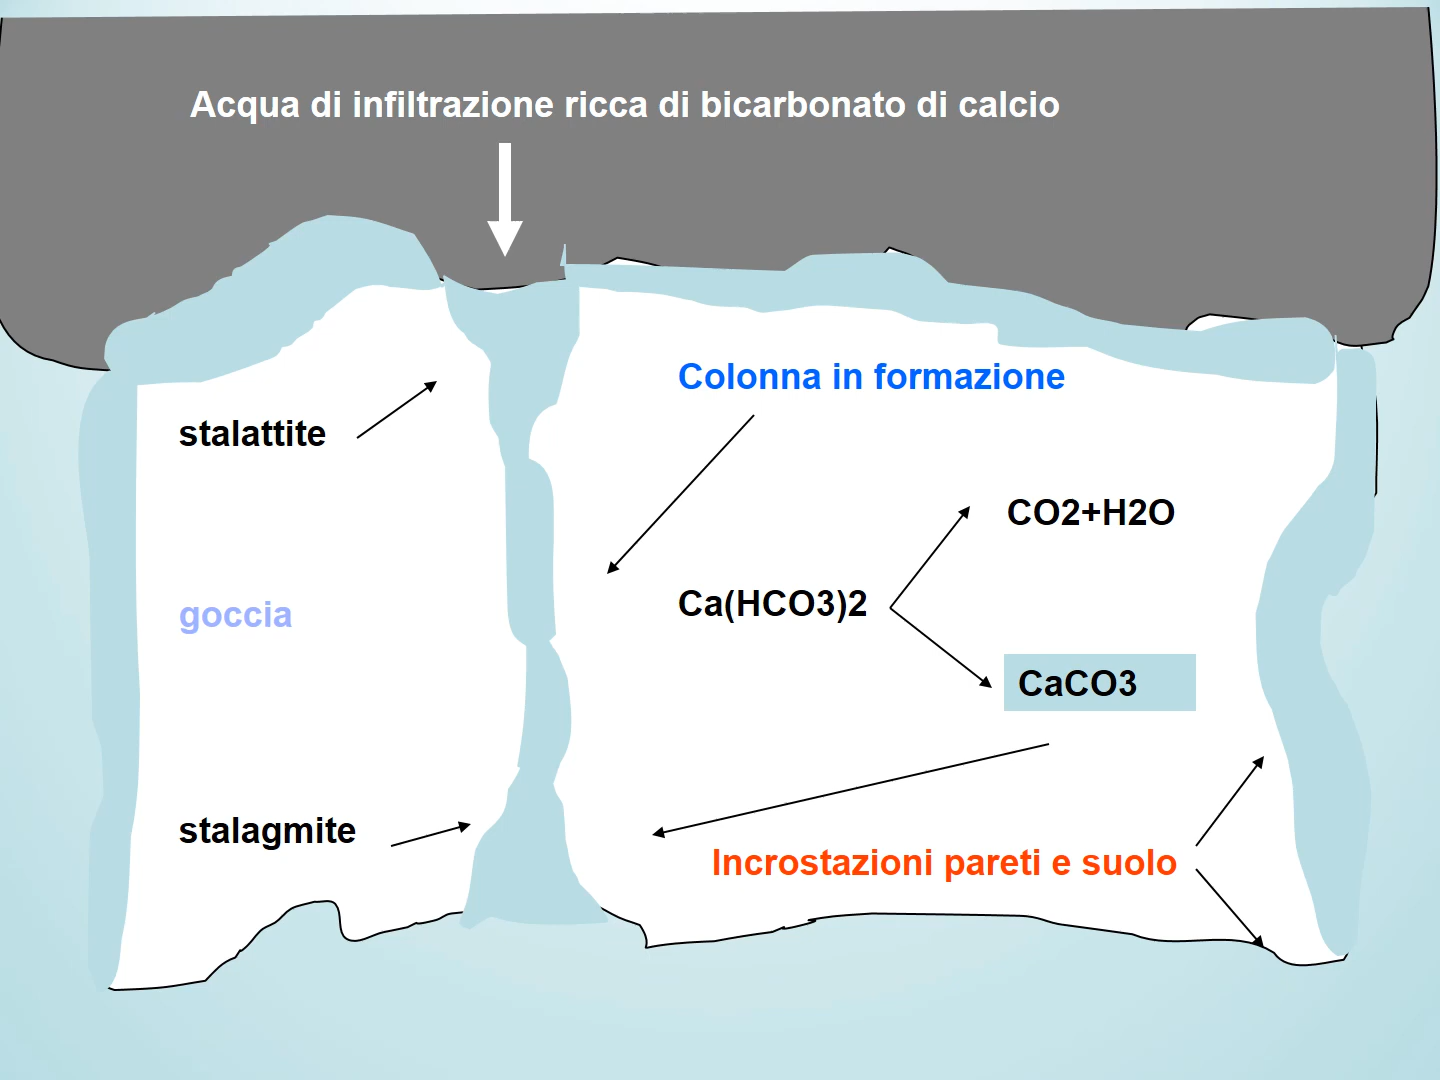 Acqua di infiltrazione ricca di bicarbonato di calcio
Colonna in formazione
stalattite
CO2+H2O
goccia
Ca(HCO3)2
CaCO3
stalagmite
Incrostazioni pareti e suolo